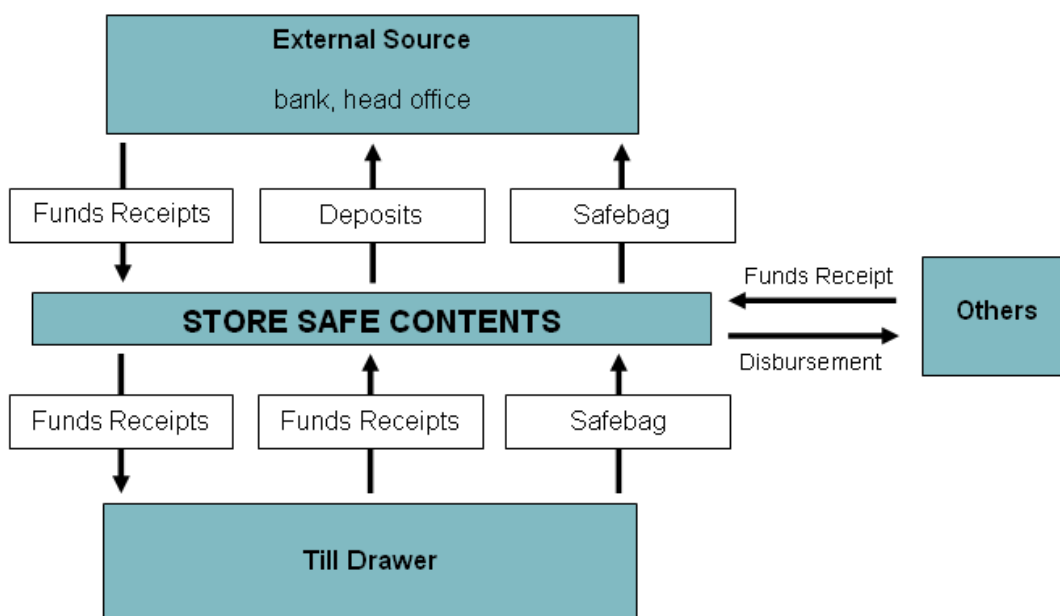 External Source
bank, head office
Funds Receipts
Deposits
Safebag
Funds Receipt
STORE SAFE CONTENTS
Others
Disbursement
Funds Receipts
Funds Receipts
Safebag
Till Drawer